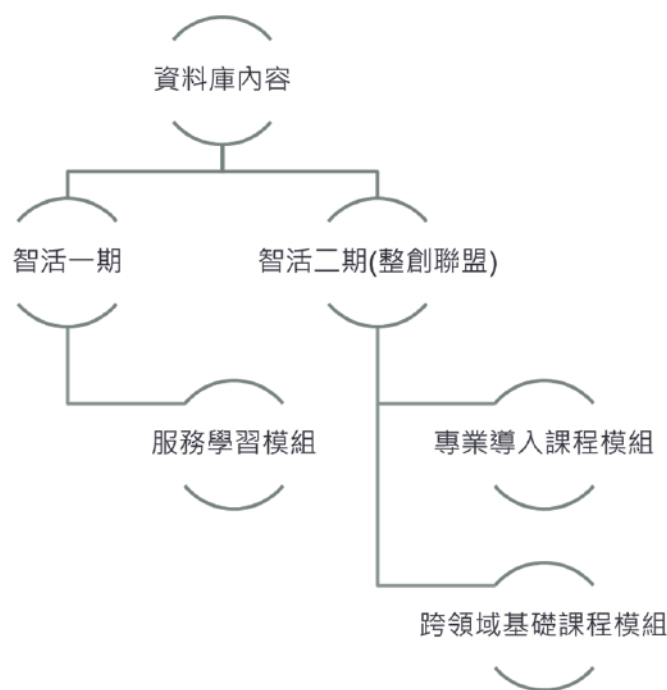 資料庫內容
智活一期
智活二期(整創聯盟)
服務學習模組
專業導入課程模組
跨領域基礎課程模組